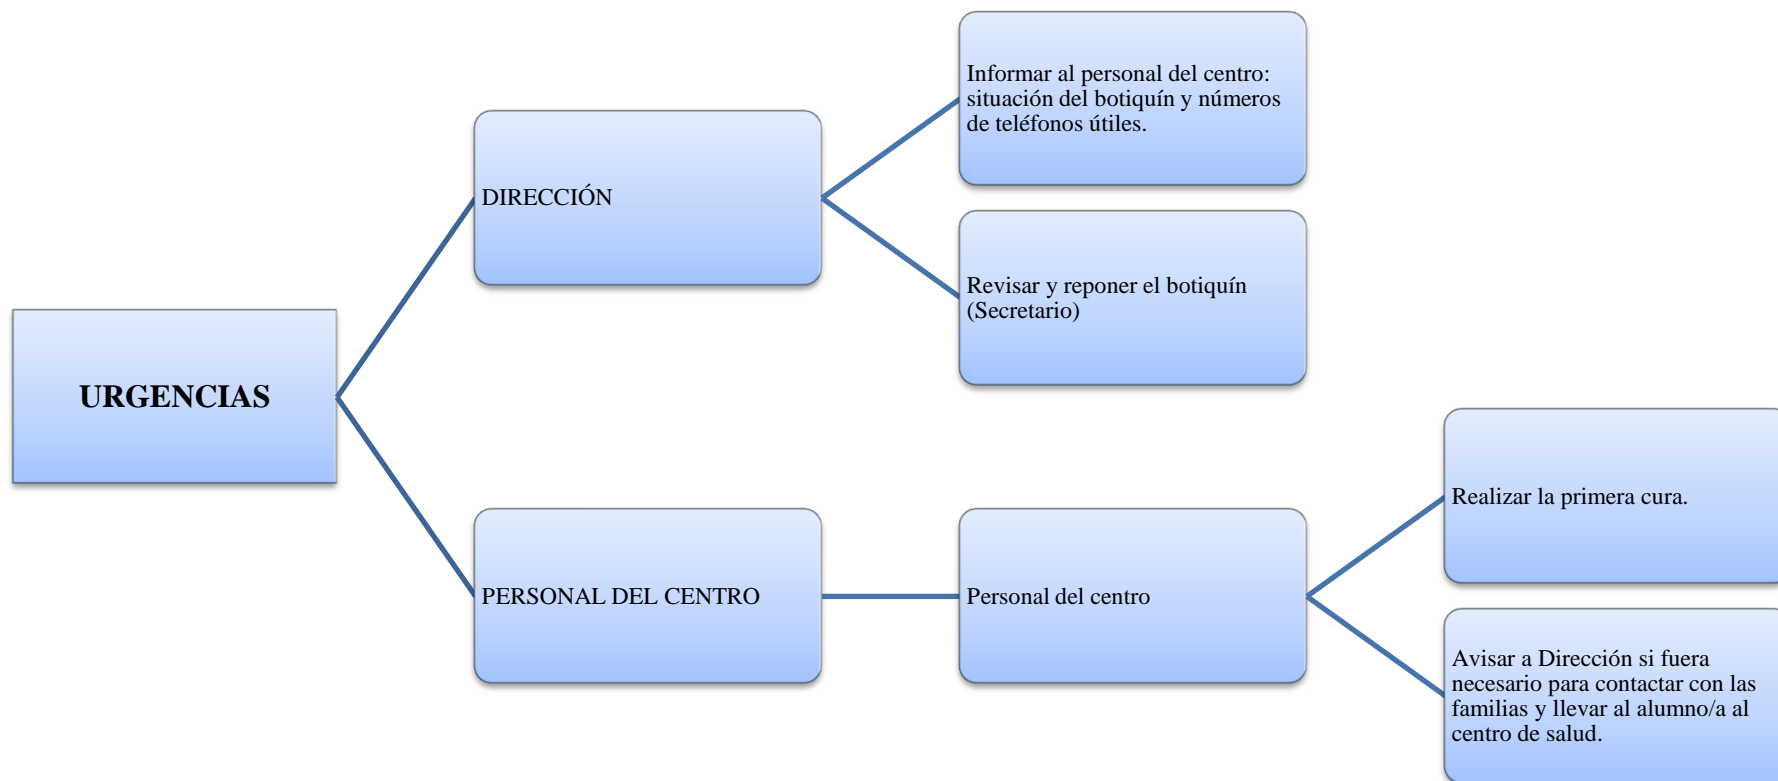 URGENCIAS
DIRECCIÓN
Informar al personal del centro:
situación del botiquín y números
de teléfonos útiles.
Revisar y reponer el botiquín
(Secretario)
PERSONAL DEL CENTRO
Personal del centro
Realizar la primera cura.
Avisar a Dirección si fuera
necesario para contactar con las
familias y llevar al alumno/a al
centro de salud.